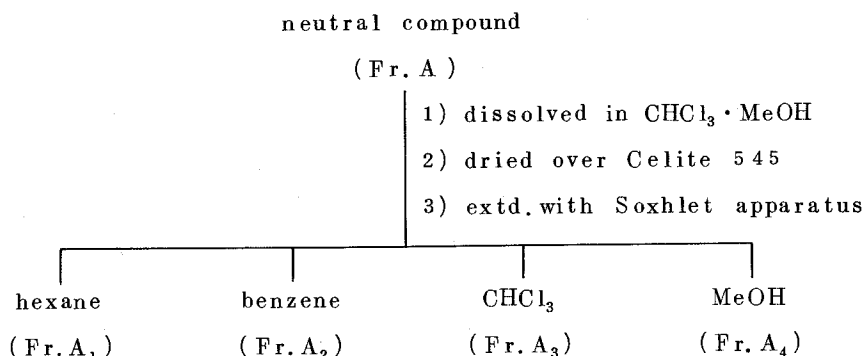 neutral compound
(Fr. A)
1) dissolved in CHCl₃・MeOH
2) dried over Celite 545
3) extd. with Soxhlet apparatus
hexane benzene CHCl₃ MeOH
(Fr. A₁) (Fr. A₂) (Fr. A₃) (Fr. A₄)